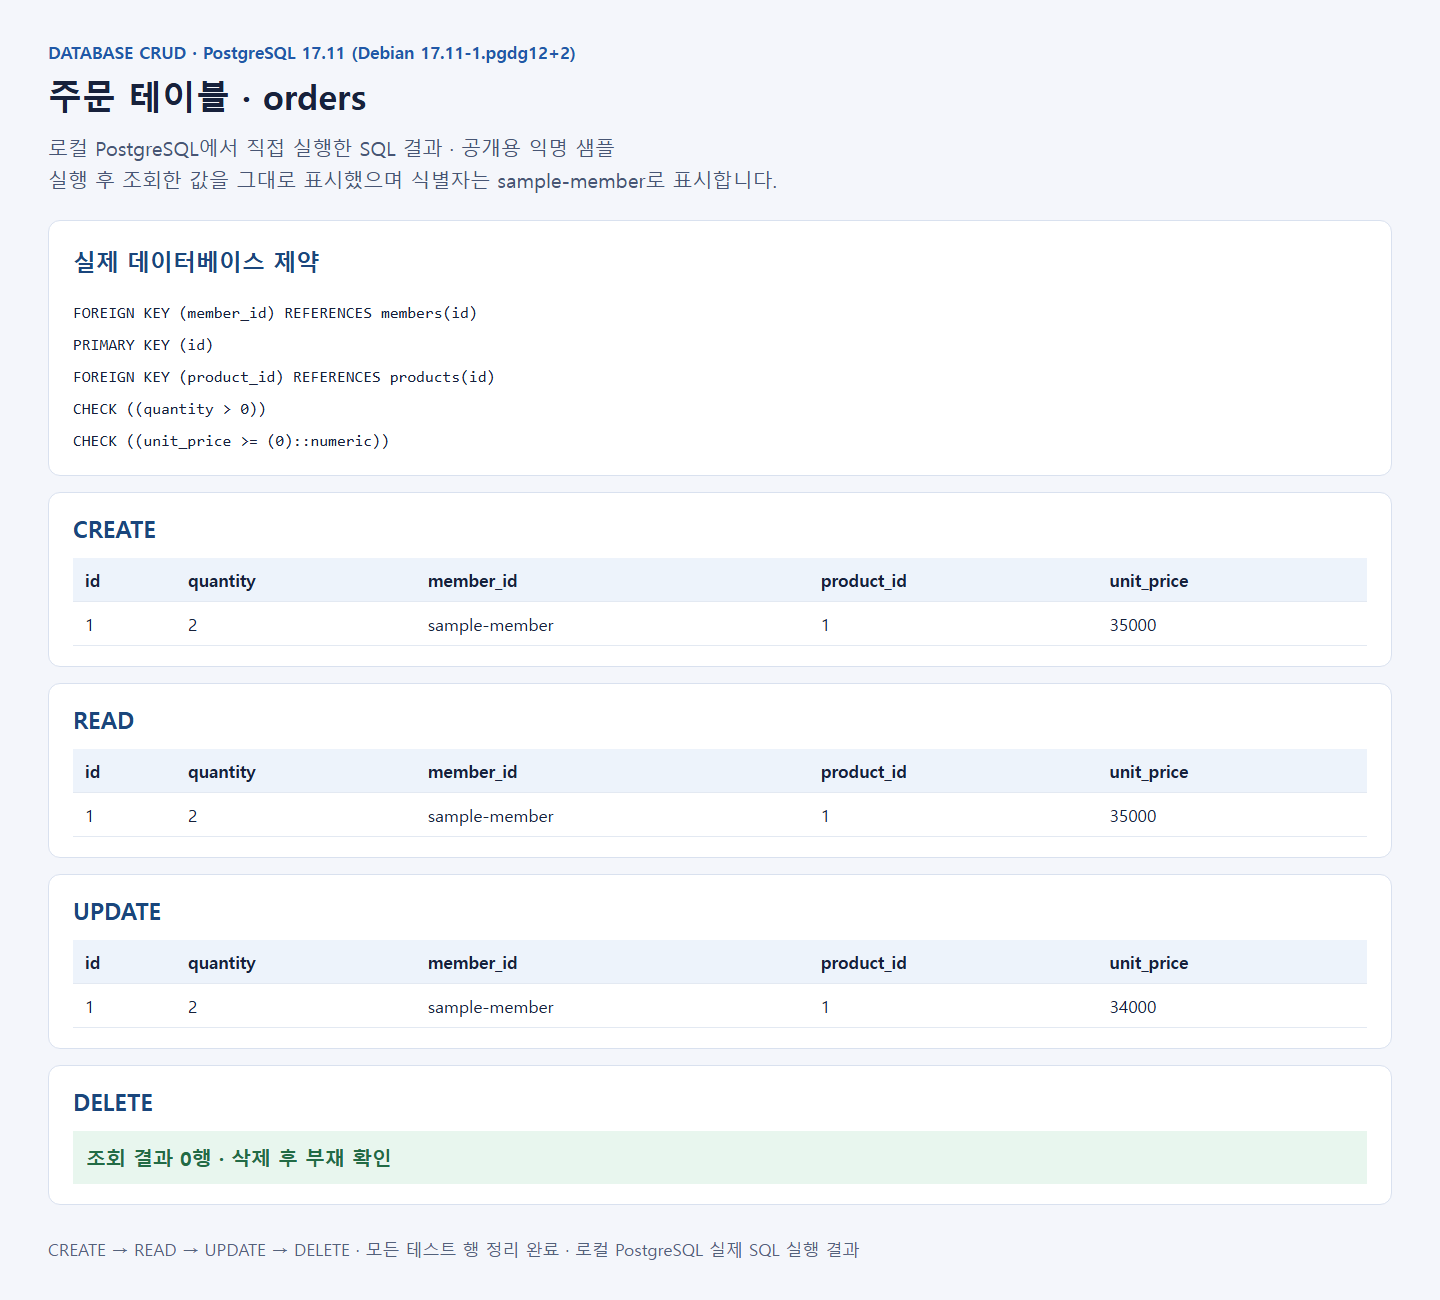 DATABASE CRUD · PostgreSQL 17.11 (Debian 17.11-1.pgdg12+2)
주문 테이블 · orders
로컬 PostgreSQL에서 직접 실행한 SQL 결과 · 공개용 익명 샘플
실행 후 조회한 값을 그대로 표시했으며 식별자는 sample-member로 표시합니다.
실제 데이터베이스 제약
FOREIGN KEY (member_id) REFERENCES members(id)
PRIMARY KEY (id)
FOREIGN KEY (product_id) REFERENCES products(id)
CHECK ((quantity > 0))
CHECK ((unit_price >= (0)::numeric))
CREATE
id quantity member_id product_id unit_price
1 2 sample-member 1 35000
READ
id quantity member_id product_id unit_price
1 2 sample-member 1 35000
UPDATE
id quantity member_id product_id unit_price
1 2 sample-member 1 34000
DELETE
조회 결과 0행 · 삭제 후 부재 확인
CREATE → READ → UPDATE → DELETE · 모든 테스트 행 정리 완료 · 로컬 PostgreSQL 실제 SQL 실행 결과